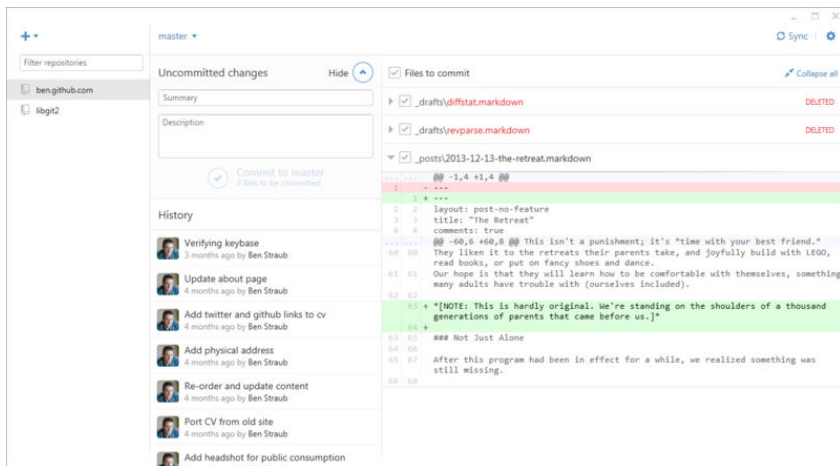 +
master
Sync
Filter repositories
ben.github.com
libgit2
Uncommitted changes
Hide
Summary
Description
Commit to master
3 files to be committed
History
Verifying keybase
3 months ago by Ben Straub
Update about page
4 months ago by Ben Straub
Add twitter and github links to cv
4 months ago by Ben Straub
Add physical address
4 months ago by Ben Straub
Re-order and update content
4 months ago by Ben Straub
Port CV from old site
4 months ago by Ben Straub
Add headshot for public consumption
Files to commit
Collapse all
_drafts\diffstat.markdown
DELETED
_drafts\revparse.markdown
DELETED
_posts\2013-12-13-the-retreat.markdown
... ... @@ -1,4 +1,4 @@
1 - ---
1 + ---
2 2 layout: post-no-feature
3 3 title: "The Retreat"
4 4 comments: true
... ... @@ -60,6 +60,8 @@ This isn't a punishment; it's *time with your best friend.*
60 60 They liken it to the retreats their parents take, and joyfully build with LEGO,
read books, or put on fancy shoes and dance.
61 61 Our hope is that they will learn how to be comfortable with themselves, something
many adults have trouble with (ourselves included).
62 62
63 + *[NOTE: This is hardly original. We're standing on the shoulders of a thousand
generations of parents that came before us.]*
64 +
63 65 ### Not Just Alone
64 66
65 67 After this program had been in effect for a while, we realized something was
still missing.
68 68